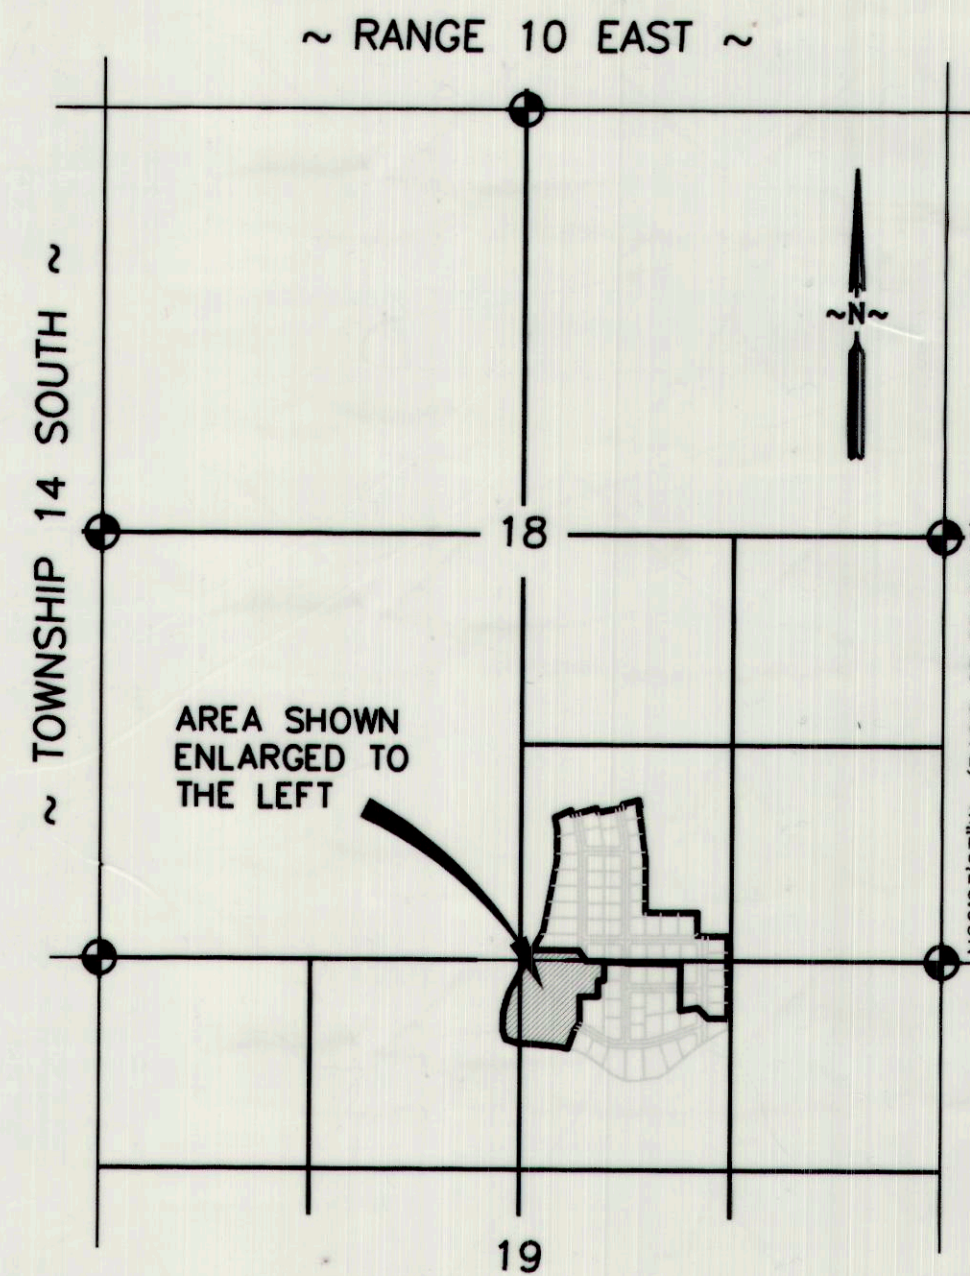 ~ RANGE 10 EAST ~
~ TOWNSHIP 14 SOUTH ~
~N~
18
AREA SHOWN
ENLARGED TO
THE LEFT
19